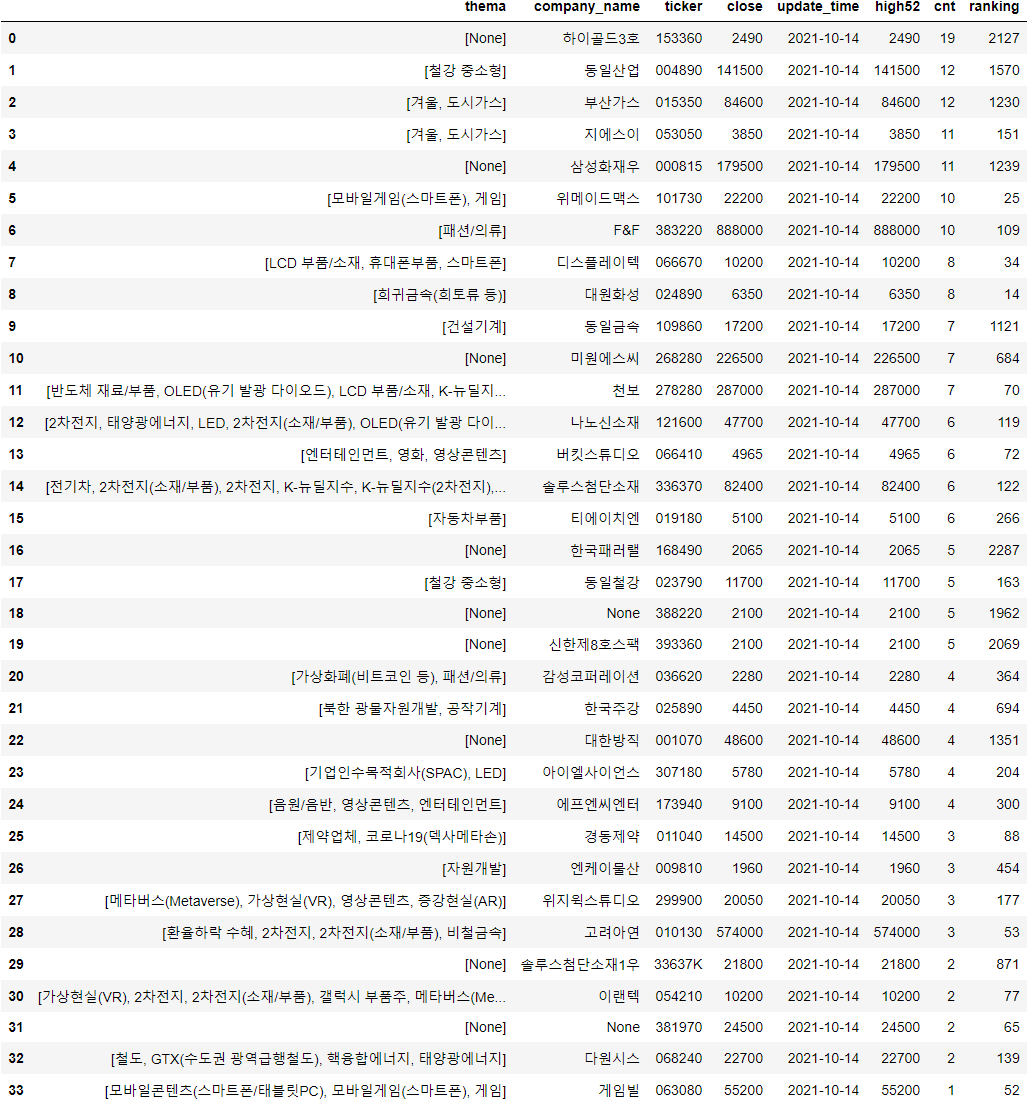 thema company_name ticker close update_time high52 cnt ranking
0 [None] 하이골드3호 153360 2490 2021-10-14 2490 19 2127
1 [철강 중소형] 동일산업 004890 141500 2021-10-14 141500 12 1570
2 [겨울, 도시가스] 부산가스 015350 84600 2021-10-14 84600 12 1230
3 [겨울, 도시가스] 지에스이 053050 3850 2021-10-14 3850 11 151
4 [None] 삼성화재우 000815 179500 2021-10-14 179500 11 1239
5 [모바일게임(스마트폰), 게임] 위메이드맥스 101730 22200 2021-10-14 22200 10 25
6 [패션/의류] F&F 383220 888000 2021-10-14 888000 10 109
7 [LCD 부품/소재, 휴대폰부품, 스마트폰] 디스플레이텍 066670 10200 2021-10-14 10200 8 34
8 [희귀금속(희토류 등)] 대원화성 024890 6350 2021-10-14 6350 8 14
9 [건설기계] 동일금속 109860 17200 2021-10-14 17200 7 1121
10 [None] 미원에스씨 268280 226500 2021-10-14 226500 7 684
11 [반도체 재료/부품, OLED(유기 발광 다이오드), LCD 부품/소재, K-뉴딜지... 천보 278280 287000 2021-10-14 287000 7 70
12 [2차전지, 태양광에너지, LED, 2차전지(소재/부품), OLED(유기 발광 다이... 나노신소재 121600 47700 2021-10-14 47700 6 119
13 [엔터테인먼트, 영화, 영상콘텐츠] 버킷스튜디오 066410 4965 2021-10-14 4965 6 72
14 [전기차, 2차전지(소재/부품), 2차전지, K-뉴딜지수, K-뉴딜지수(2차전지),... 솔루스첨단소재 336370 82400 2021-10-14 82400 6 122
15 [자동차부품] 티에이치엔 019180 5100 2021-10-14 5100 6 266
16 [None] 한국패러랠 168490 2065 2021-10-14 2065 5 2287
17 [철강 중소형] 동일철강 023790 11700 2021-10-14 11700 5 163
18 [None] None 388220 2100 2021-10-14 2100 5 1962
19 [None] 신한제8호스팩 393360 2100 2021-10-14 2100 5 2069
20 [가상화폐(비트코인 등), 패션/의류] 감성코퍼레이션 036620 2280 2021-10-14 2280 4 364
21 [북한 광물자원개발, 공작기계] 한국주강 025890 4450 2021-10-14 4450 4 694
22 [None] 대한방직 001070 48600 2021-10-14 48600 4 1351
23 [기업인수목적회사(SPAC), LED] 아이엘사이언스 307180 5780 2021-10-14 5780 4 204
24 [음원/음반, 영상콘텐츠, 엔터테인먼트] 에프엔씨엔터 173940 9100 2021-10-14 9100 4 300
25 [제약업체, 코로나19(덱사메타손)] 경동제약 011040 14500 2021-10-14 14500 3 88
26 [자원개발] 엔케이물산 009810 1960 2021-10-14 1960 3 454
27 [메타버스(Metaverse), 가상현실(VR), 영상콘텐츠, 증강현실(AR)] 위지윅스튜디오 299900 20050 2021-10-14 20050 3 177
28 [환율하락 수혜, 2차전지, 2차전지(소재/부품), 비철금속] 고려아연 010130 574000 2021-10-14 574000 3 53
29 [None] 솔루스첨단소재1우 33637K 21800 2021-10-14 21800 2 871
30 [가상현실(VR), 2차전지, 2차전지(소재/부품), 갤럭시 부품주, 메타버스(Me... 이랜텍 054210 10200 2021-10-14 10200 2 77
31 [None] None 381970 24500 2021-10-14 24500 2 65
32 [철도, GTX(수도권 광역급행철도), 핵융합에너지, 태양광에너지] 다원시스 068240 22700 2021-10-14 22700 2 139
33 [모바일콘텐츠(스마트폰/태블릿PC), 모바일게임(스마트폰), 게임] 게임빌 063080 55200 2021-10-14 55200 1 52